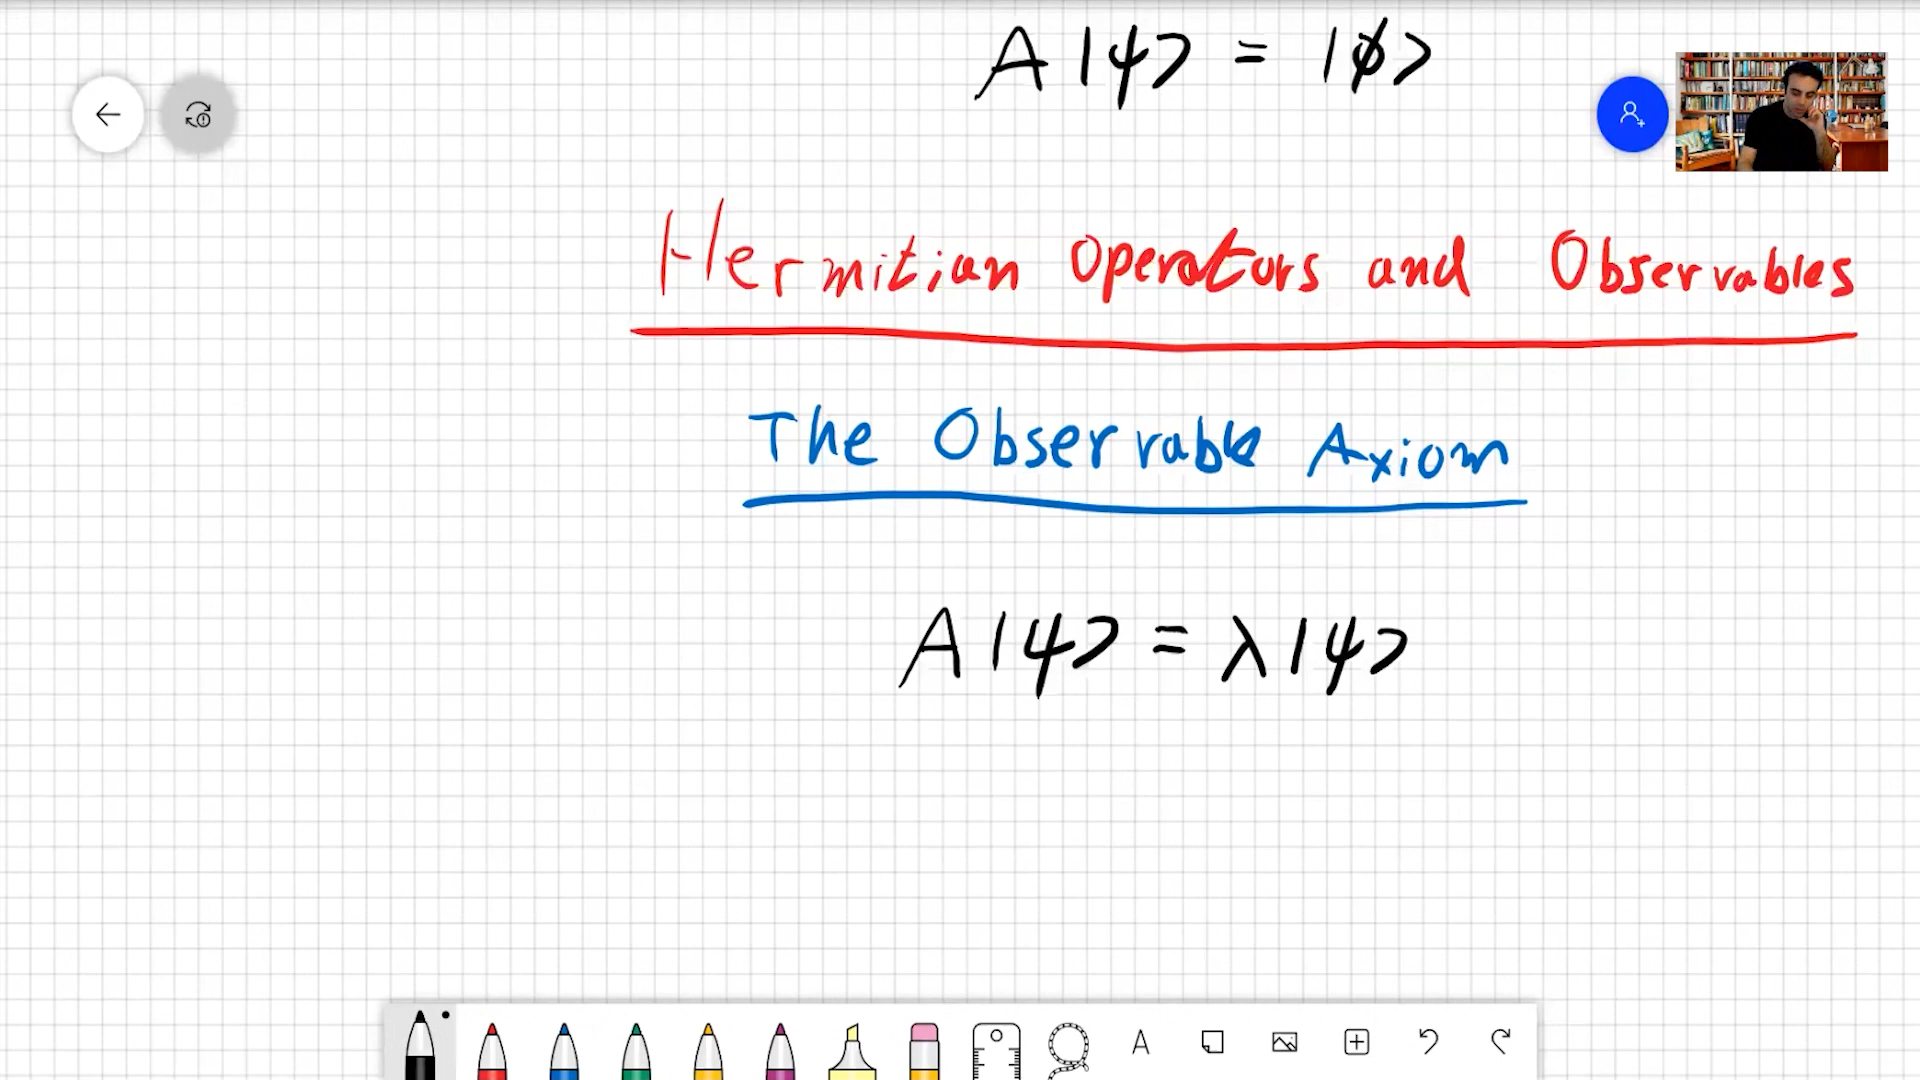 A |ψ> = |φ>
Hermitian Operators and Observables
The Observable Axiom
A |ψ> = λ |ψ>
A